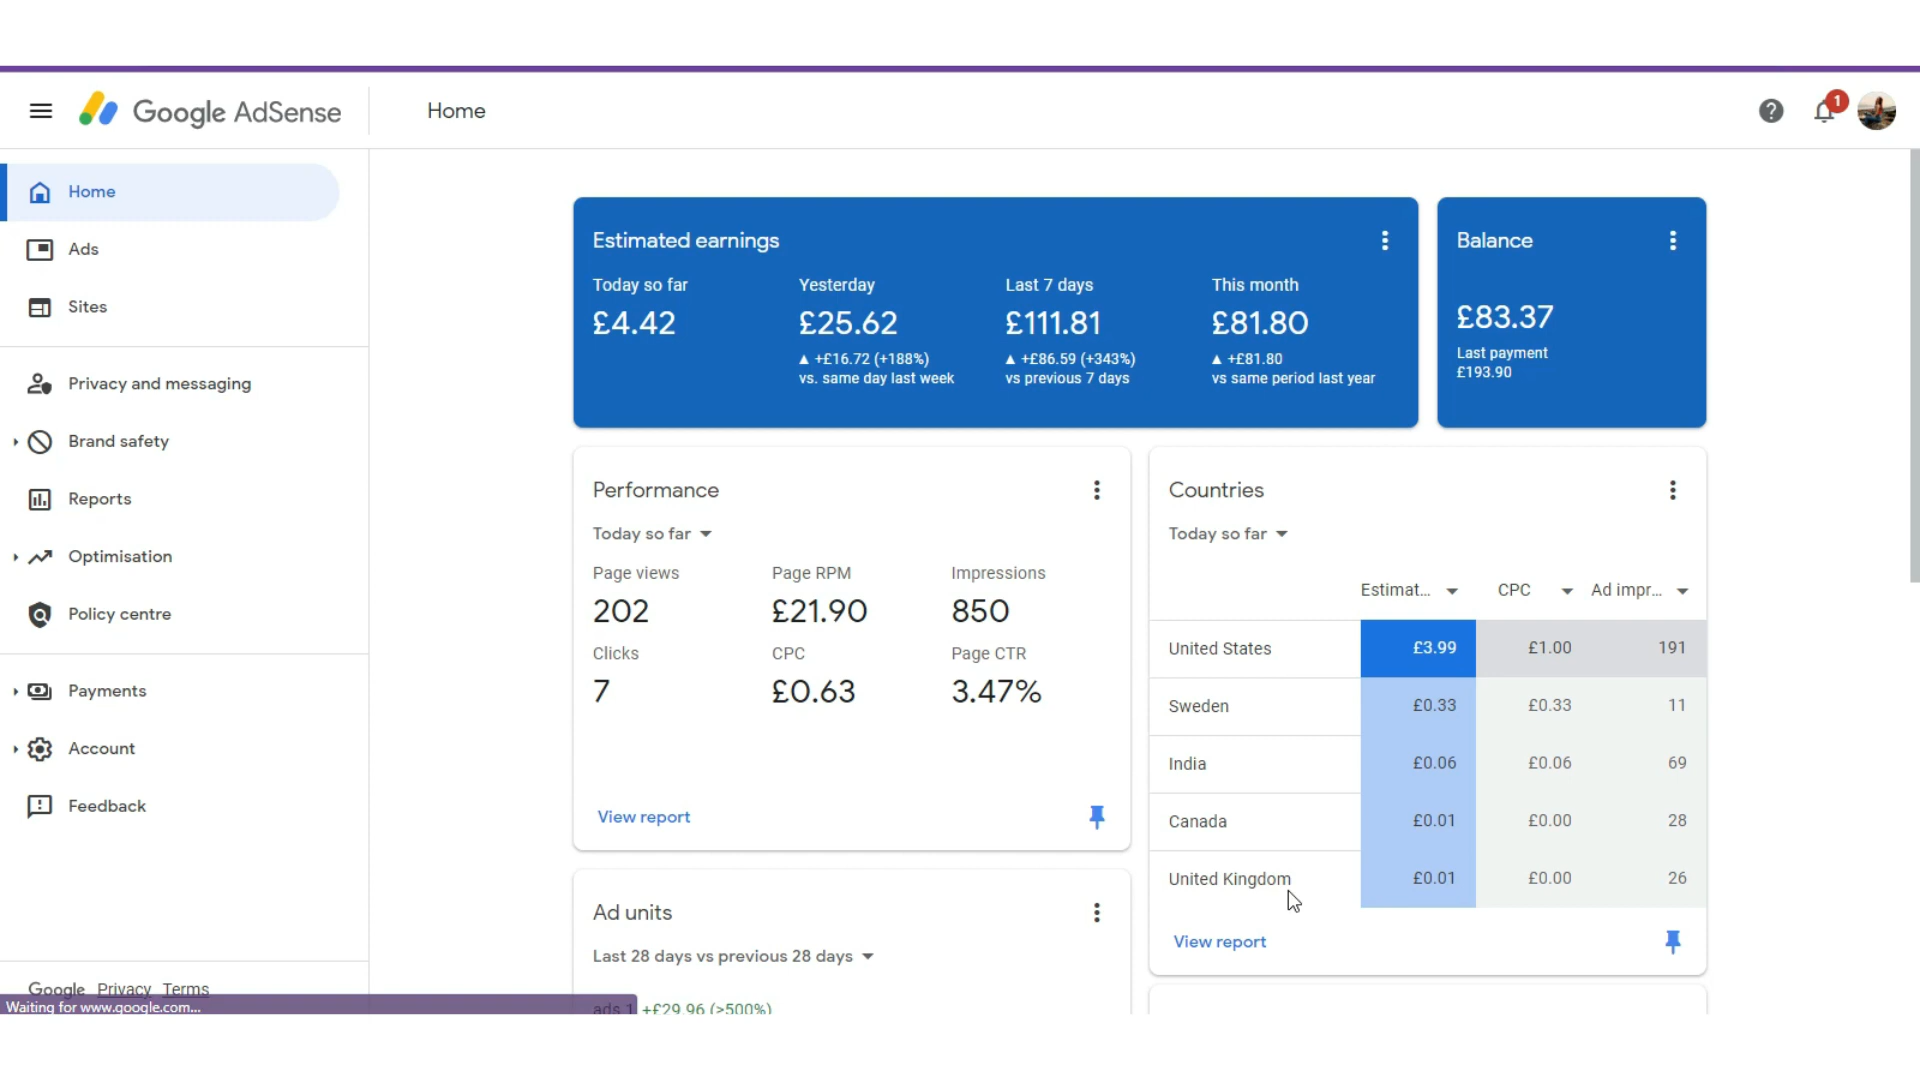 Google AdSense
Home
1
Home
Ads
Sites
Privacy and messaging
Brand safety
Reports
Optimisation
Policy centre
Payments
Account
Feedback
Google Privacy Terms
Waiting for www.google.com...
Estimated earnings
Today so far Yesterday Last 7 days This month
£4.42 £25.62 £111.81 £81.80
+£16.72 (+188%) +£86.59 (+343%) +£81.80
vs. same day last week vs previous 7 days vs same period last year
Balance
£83.37
Last payment
£193.90
Performance
Today so far
Page views Page RPM Impressions
202 £21.90 850
Clicks CPC Page CTR
7 £0.63 3.47%
View report
Countries
Today so far
Estimat... CPC Ad impr...
United States £3.99 £1.00 191
Sweden £0.33 £0.33 11
India £0.06 £0.06 69
Canada £0.01 £0.00 28
United Kingdom £0.01 £0.00 26
View report
Ad units
Last 28 days vs previous 28 days
ads 1 +£29.96 (>500%)